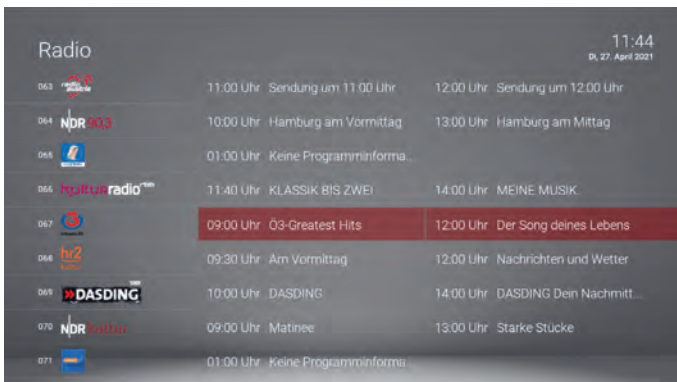 Radio
11:44
Di, 27. April 2021
063 radio austria 11:00 Uhr Sendung um 11:00 Uhr 12:00 Uhr Sendung um 12:00 Uhr
064 NDR 90,3 10:00 Uhr Hamburg am Vormittag 13:00 Uhr Hamburg am Mittag
065 01:00 Uhr Keine Programminforma...
066 kulturradio rbb 11:40 Uhr KLASSIK BIS ZWEI 14:00 Uhr MEINE MUSIK.
067 3 09:00 Uhr Ö3-Greatest Hits 12:00 Uhr Der Song deines Lebens
068 hr2 09:30 Uhr Am Vormittag 12:00 Uhr Nachrichten und Wetter
069 DASDING 10:00 Uhr DASDING 14:00 Uhr DASDING Dein Nachmitt...
070 NDR kultur 09:00 Uhr Matinee 13:00 Uhr Starke Stücke
071 01:00 Uhr Keine Programminforma